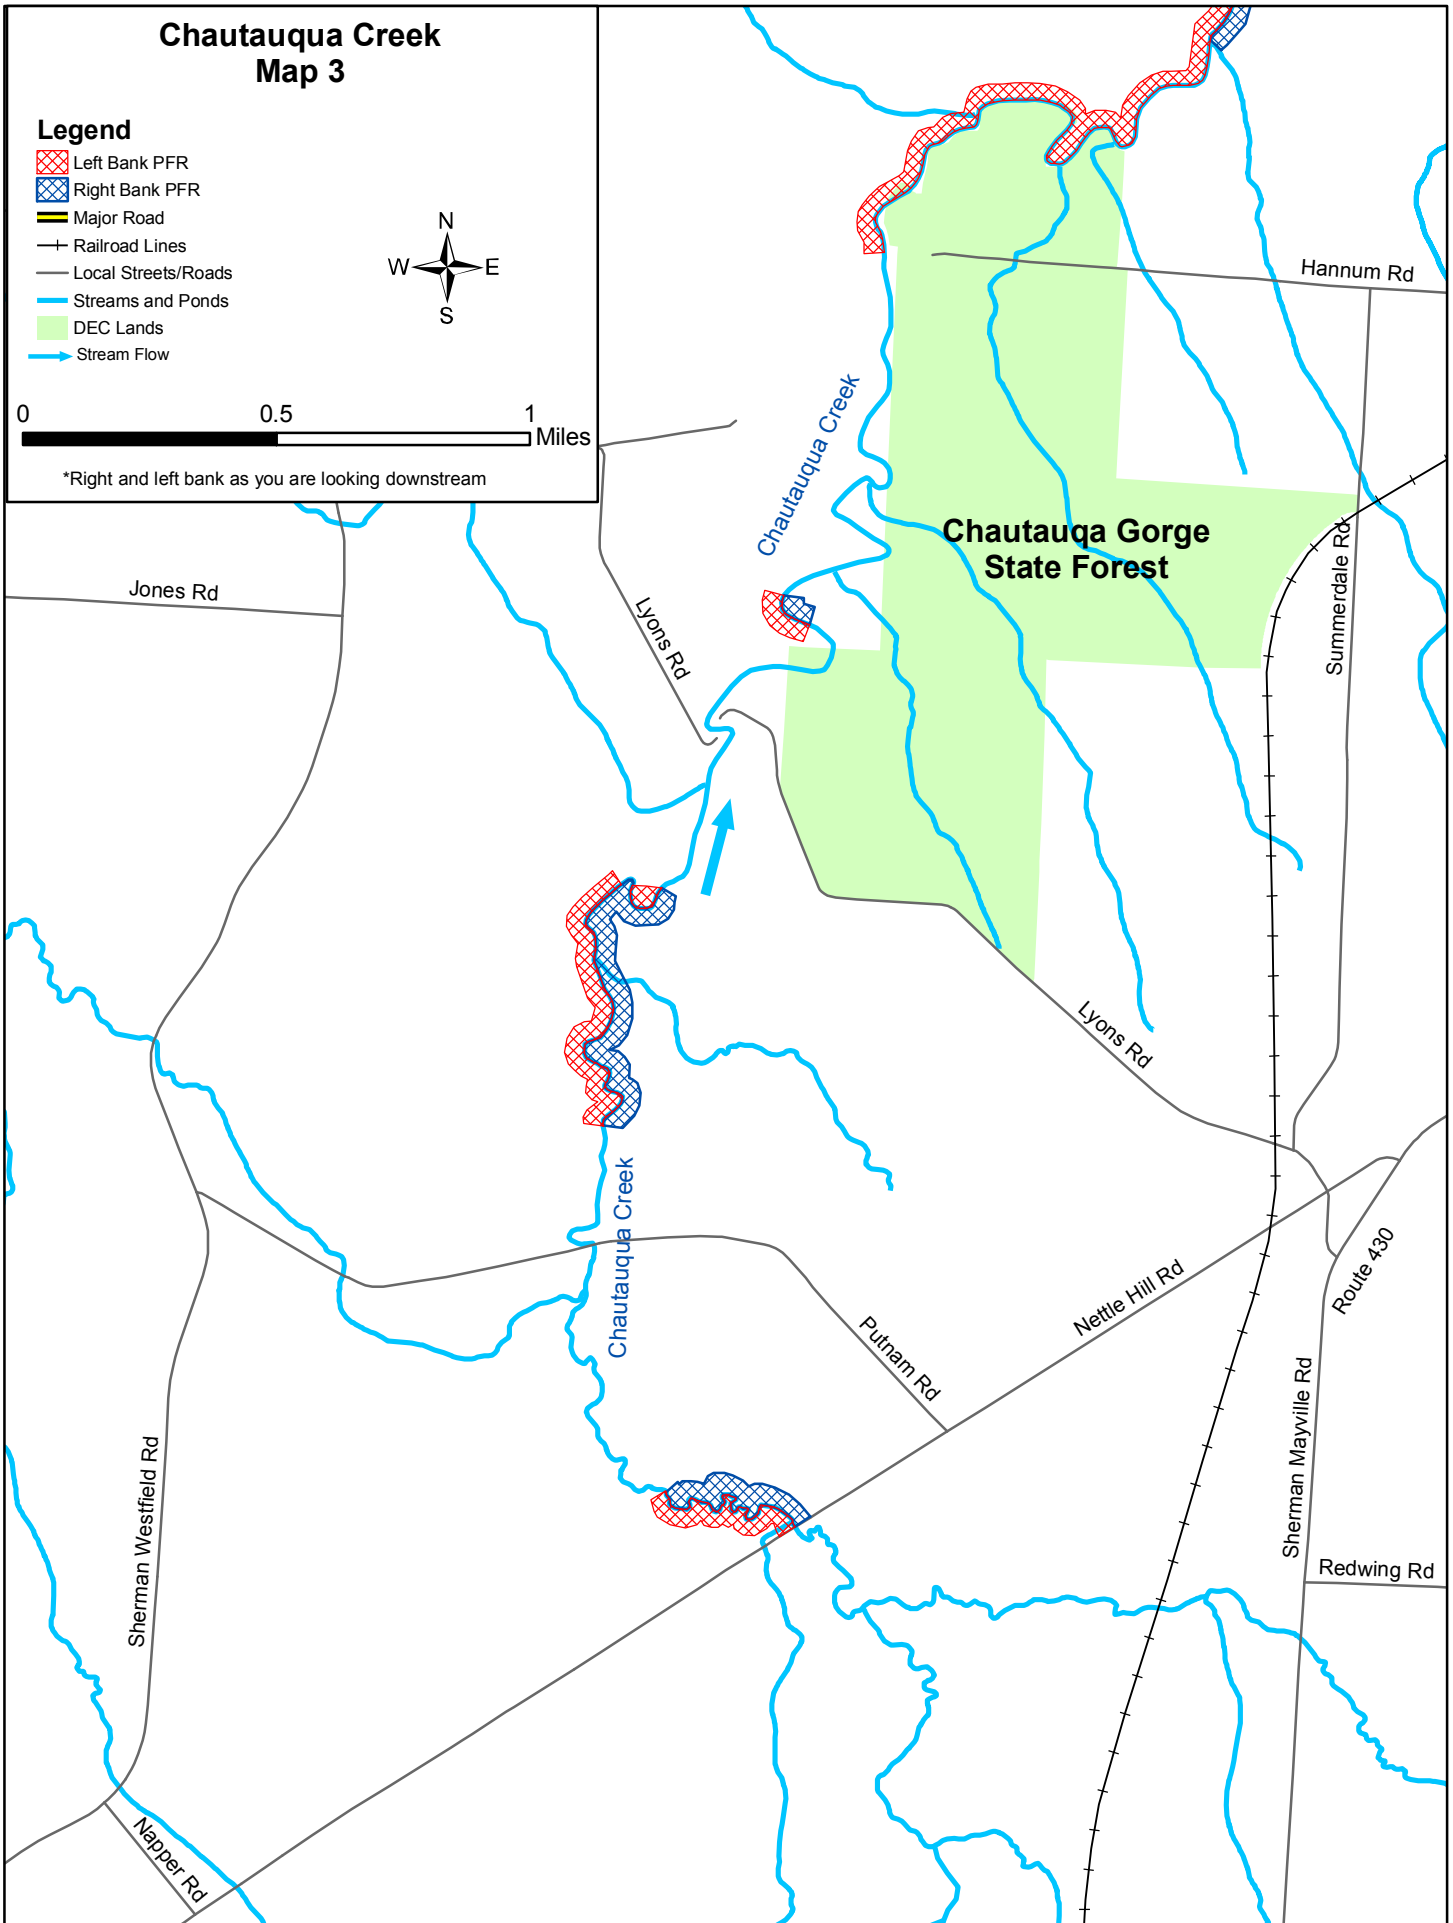 Chautauqua Creek
Map 3
Legend
Left Bank PFR
Right Bank PFR
Major Road
Railroad Lines
Local Streets/Roads
Streams and Ponds
DEC Lands
Stream Flow
N
W E
S
0 0.5 1
Miles
*Right and left bank as you are looking downstream
Hannum Rd
Chautauqua Creek
Chautauqa Gorge
State Forest
Summerdale Rd
Jones Rd
Lyons Rd
Lyons Rd
Chautauqua Creek
Route 430
Nettle Hill Rd
Putnam Rd
Sherman Mayville Rd
Sherman Westfield Rd
Redwing Rd
Napper Rd